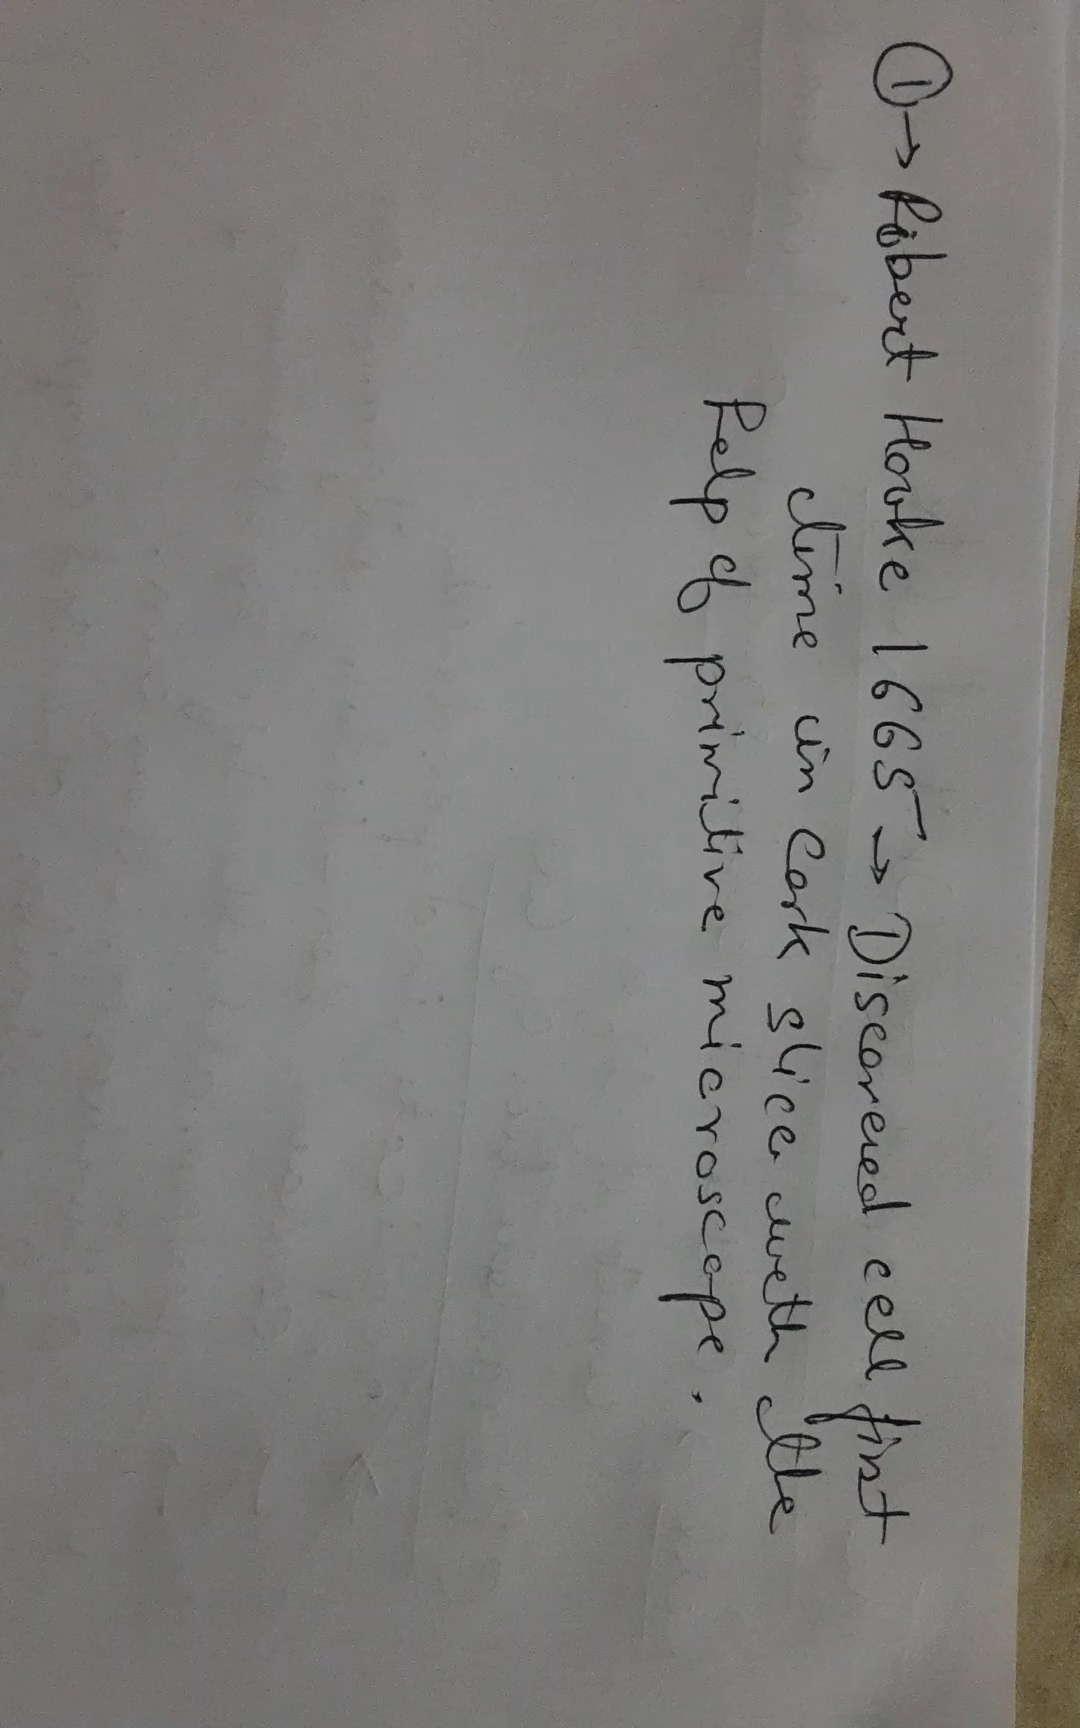 ① → Robert Hooke 1665 → Discovered cell first
time in Cork slice with the
help of primitive microscope.